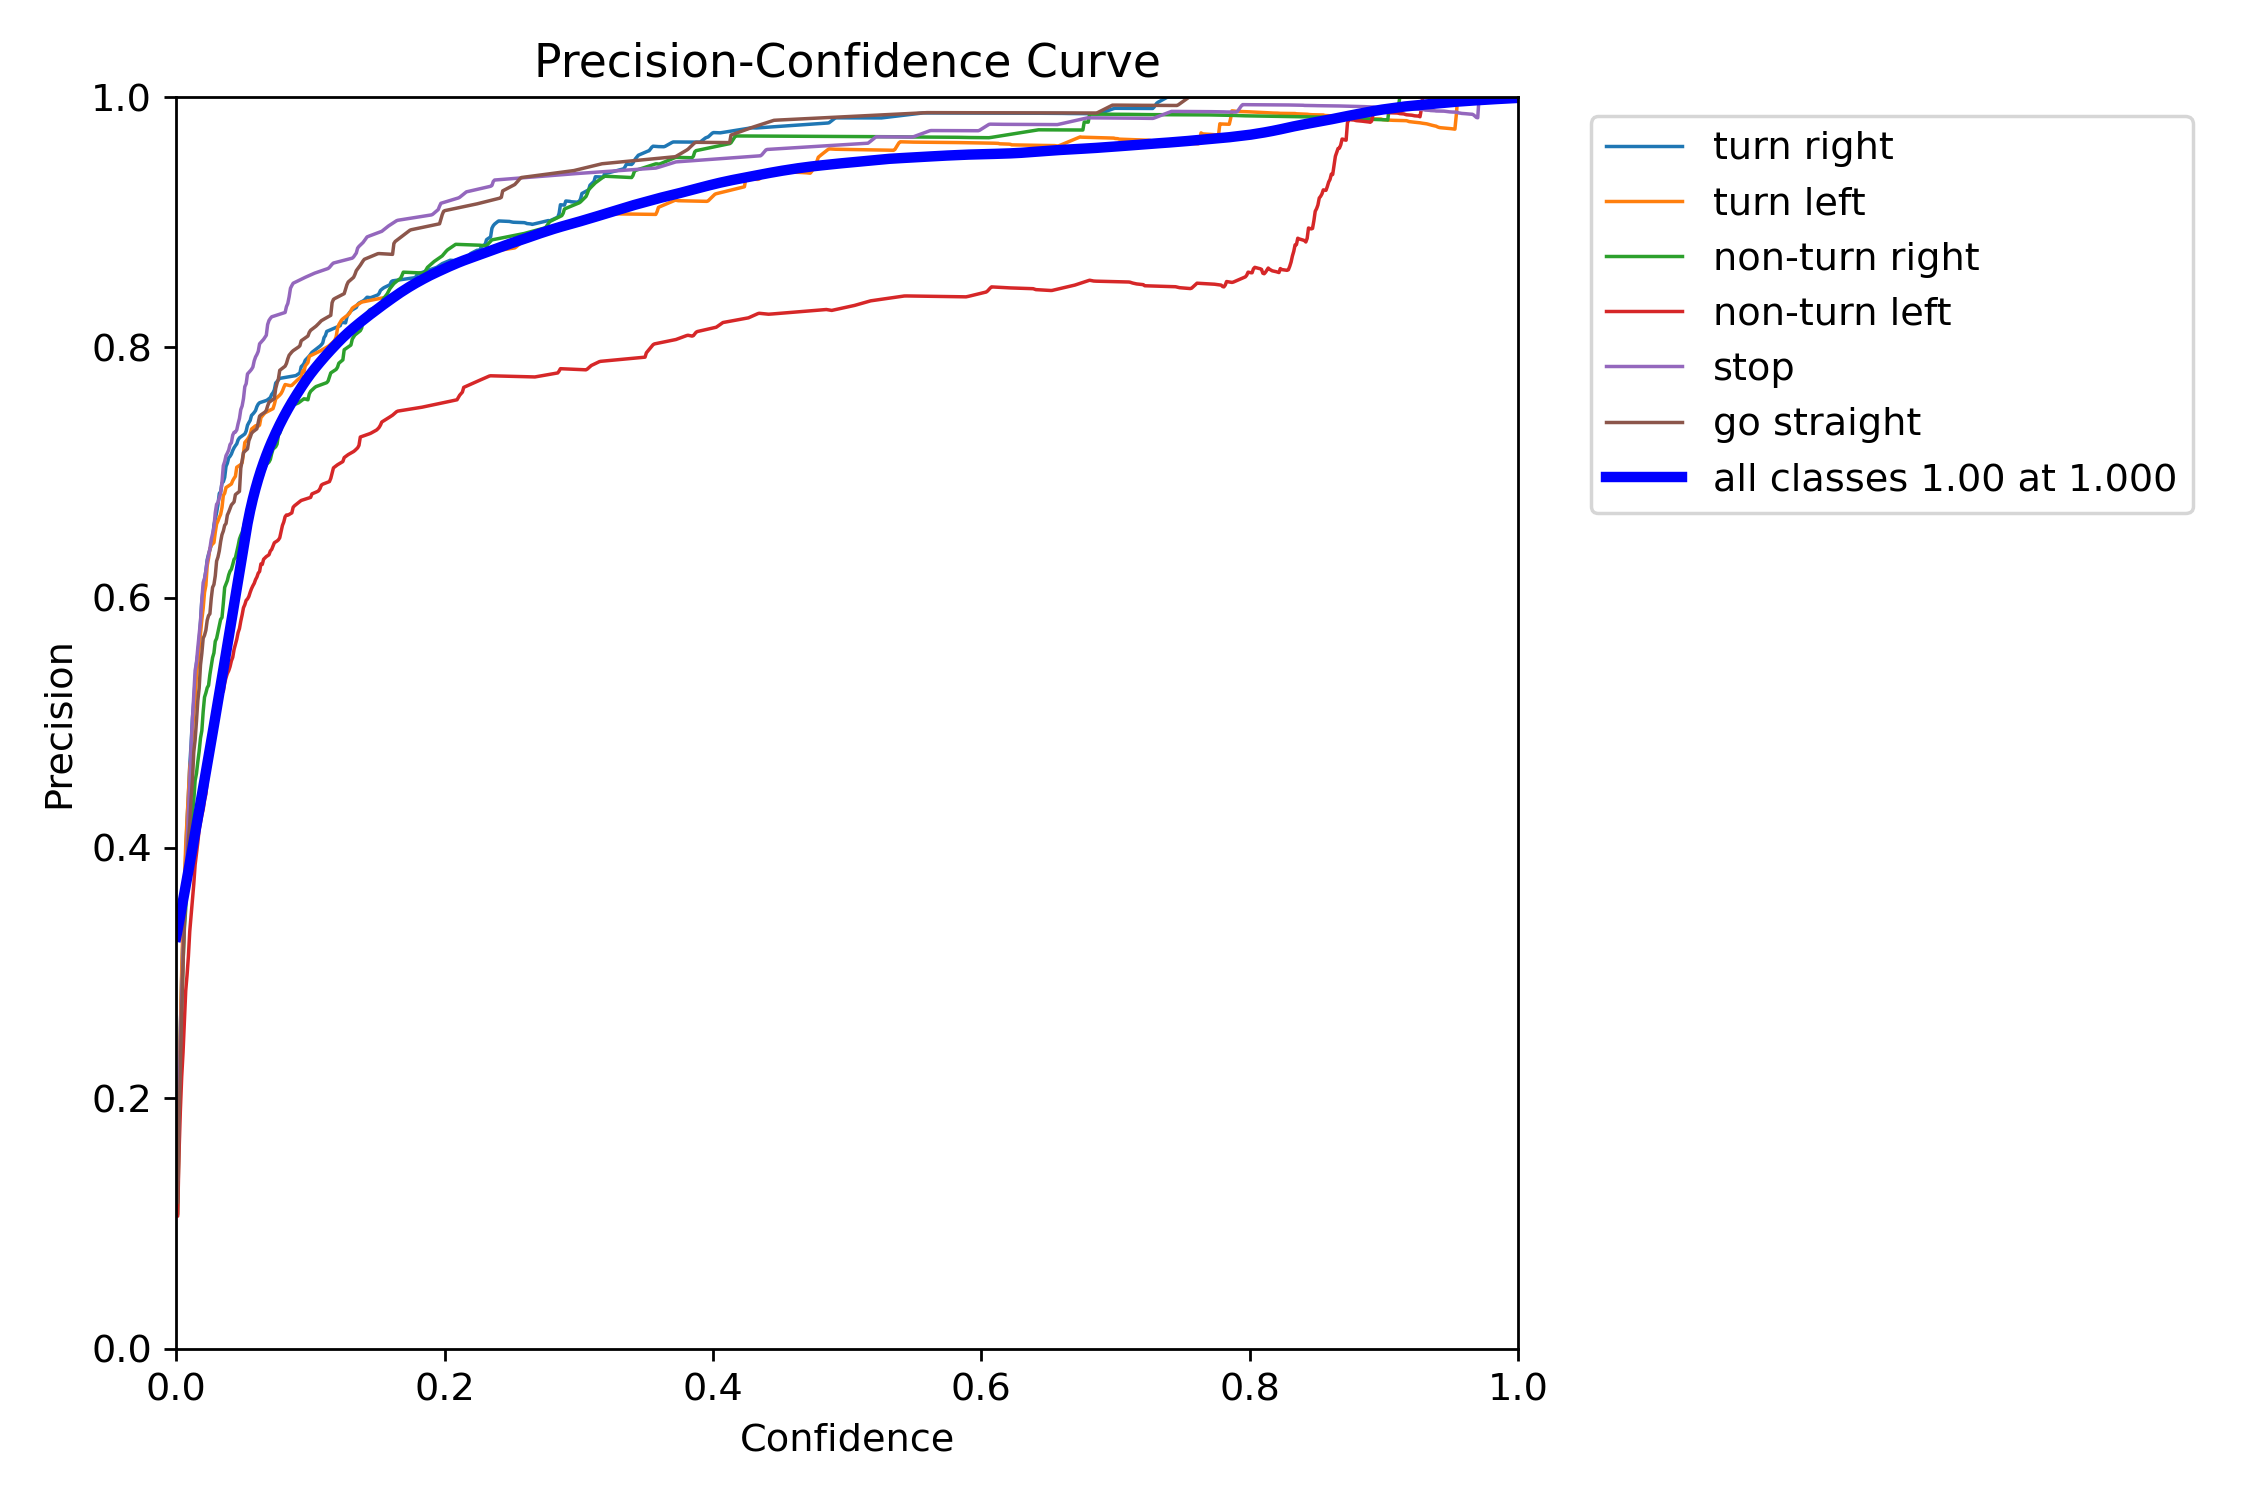 Precision-Confidence Curve
1.0
0.8
0.6
0.4
0.2
0.0
Precision
0.0 0.2 0.4 0.6 0.8 1.0
Confidence
turn right
turn left
non-turn right
non-turn left
stop
go straight
all classes 1.00 at 1.000